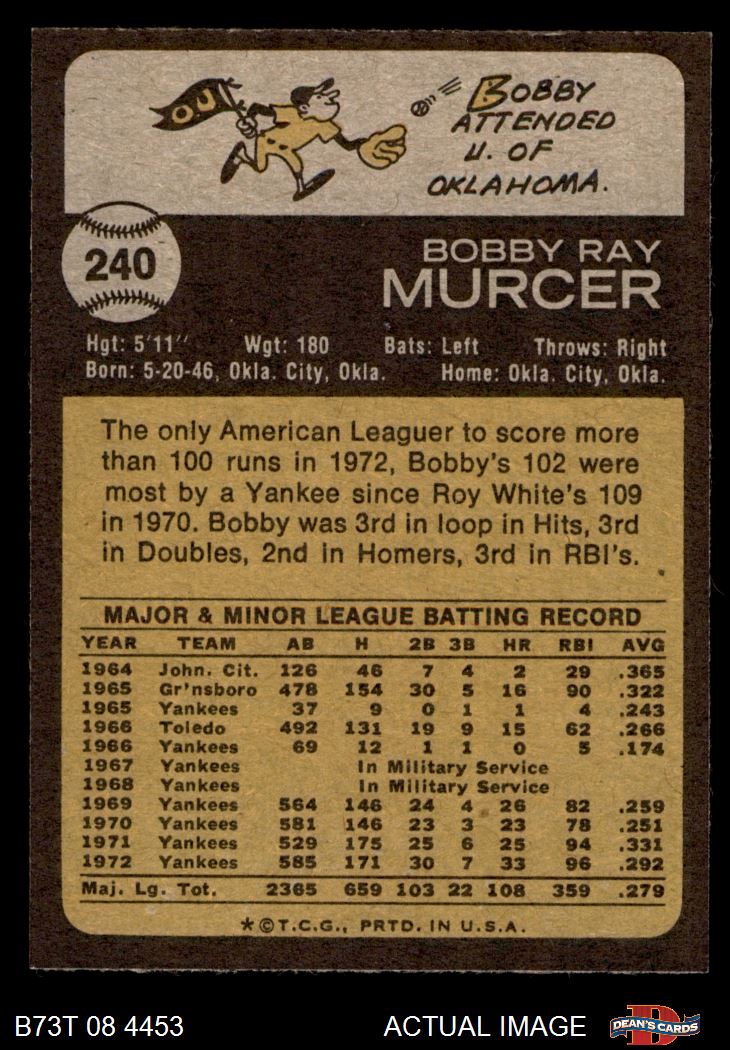 OU
BOBBY
ATTENDED
U. OF
OKLAHOMA.
240
BOBBY RAY
MURCER
Hgt: 5'11" Wgt: 180 Bats: Left Throws: Right
Born: 5-20-46, Okla. City, Okla. Home: Okla. City, Okla.
The only American Leaguer to score more
than 100 runs in 1972, Bobby's 102 were
most by a Yankee since Roy White's 109
in 1970. Bobby was 3rd in loop in Hits, 3rd
in Doubles, 2nd in Homers, 3rd in RBI's.
MAJOR & MINOR LEAGUE BATTING RECORD
YEAR TEAM AB H 2B 3B HR RBI AVG
1964 John. Cit. 126 46 7 4 2 29 .365
1965 Gr'nsboro 478 154 30 5 16 90 .322
1965 Yankees 37 9 0 1 1 4 .243
1966 Toledo 492 131 19 9 15 62 .266
1966 Yankees 69 12 1 1 0 5 .174
1967 Yankees In Military Service
1968 Yankees In Military Service
1969 Yankees 564 146 24 4 26 82 .259
1970 Yankees 581 146 23 3 23 78 .251
1971 Yankees 529 175 25 6 25 94 .331
1972 Yankees 585 171 30 7 33 96 .292
Maj. Lg. Tot. 2365 659 103 22 108 359 .279
*©T.C.G., PRTD. IN U.S.A.
B73T 08 4453 ACTUAL IMAGE DEAN'S CARDS